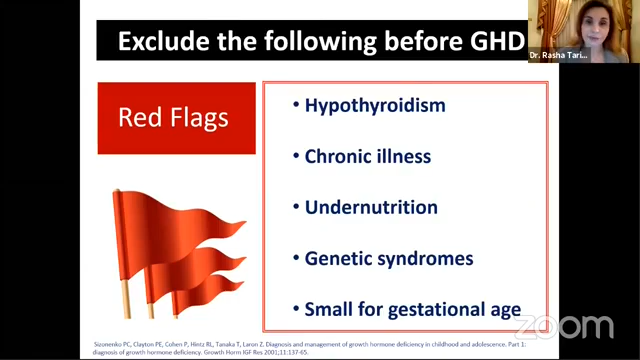 Exclude the following before GHD
Dr. Rasha Tari...
Red Flags
• Hypothyroidism
• Chronic illness
• Undernutrition
• Genetic syndromes
• Small for gestational age
zoom
Sizonenko PC, Clayton PE, Cohen P, Hintz RL, Tanaka T, Laron Z. Diagnosis and management of growth hormone deficiency in childhood and adolescence. Part 1:
diagnosis of growth hormone deficiency. Growth Horm IGF Res 2001;11:137-65.